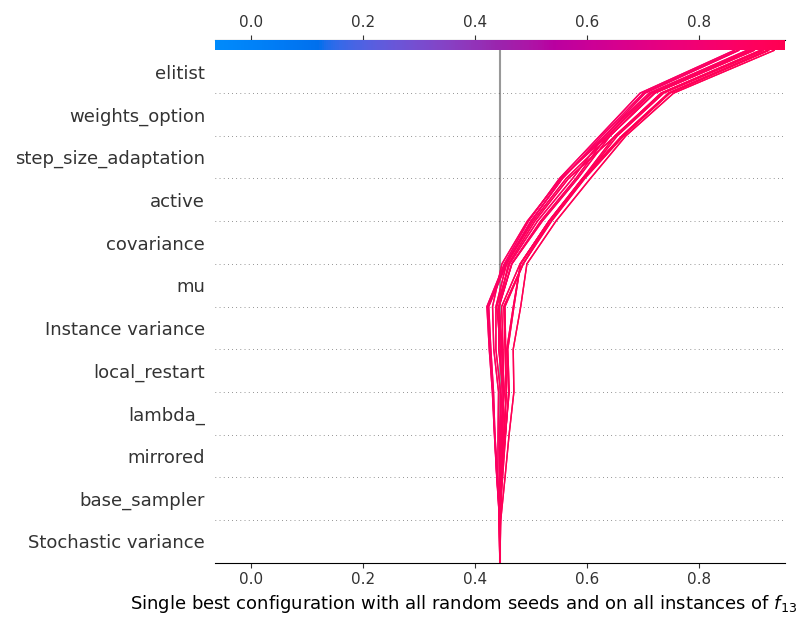 0.0 0.2 0.4 0.6 0.8
elitist
weights_option
step_size_adaptation
active
covariance
mu
Instance variance
local_restart
lambda_
mirrored
base_sampler
Stochastic variance
0.0 0.2 0.4 0.6 0.8
Single best configuration with all random seeds and on all instances of f13